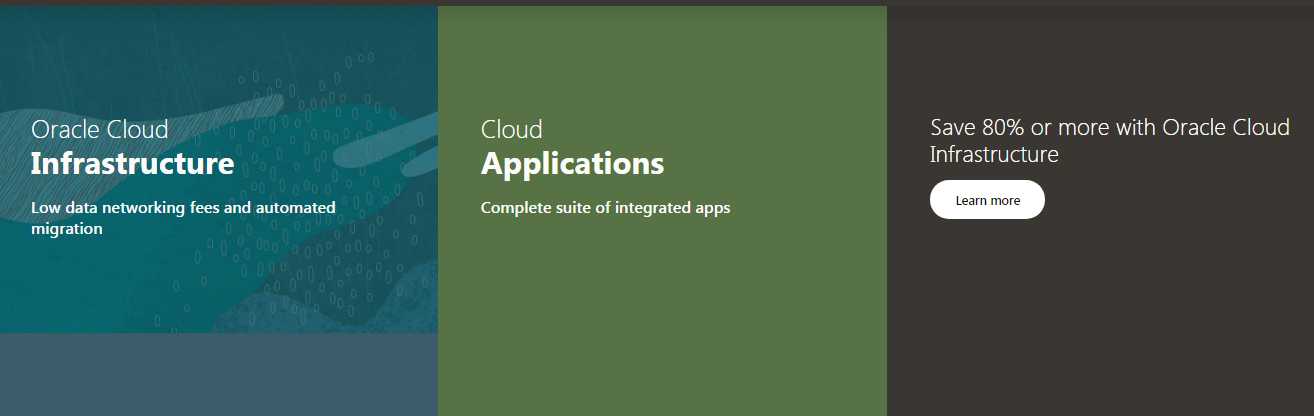 Oracle Cloud
Infrastructure
Low data networking fees and automated
migration
Cloud
Applications
Complete suite of integrated apps
Save 80% or more with Oracle Cloud
Infrastructure
Learn more